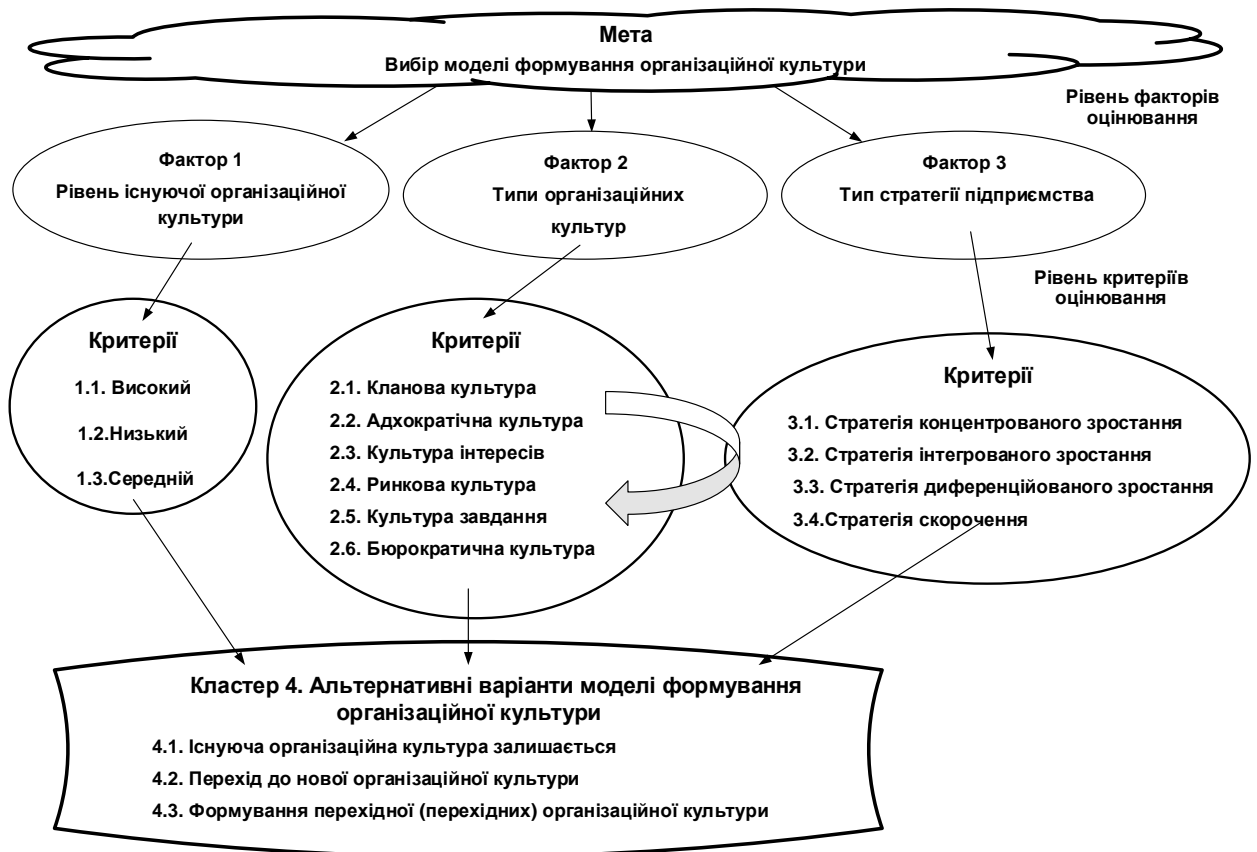 Мета
Вибір моделі формування організаційної культури
Рівень факторів
оцінювання
Фактор 1
Рівень існуючої організаційної
культури
Фактор 2
Типи організаційних
культур
Фактор 3
Тип стратегії підприємства
Рівень критеріїв
оцінювання
Критерії
1.1. Високий
1.2.Низький
1.3.Середній
Критерії
2.1. Кланова культура
2.2. Адхократічна культура
2.3. Культура інтересів
2.4. Ринкова культура
2.5. Культура завдання
2.6. Бюрократична культура
Критерії
3.1. Стратегія концентрованого зростання
3.2. Стратегія інтегрованого зростання
3.3. Стратегія диференційованого зростання
3.4.Стратегія скорочення
Кластер 4. Альтернативні варіанти моделі формування
організаційної культури
4.1. Існуюча організаційна культура залишається
4.2. Перехід до нової організаційної культури
4.3. Формування перехідної (перехідних) організаційної культури